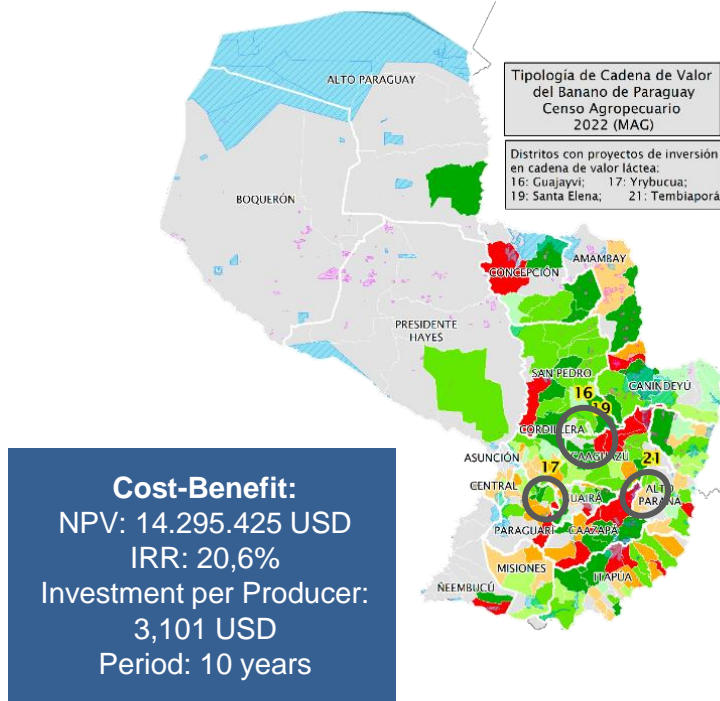 Tipología de Cadena de Valor
del Banano de Paraguay
Censo Agropecuario
2022 (MAG)
Distritos con proyectos de inversión
en cadena de valor láctea:
16: Guajayvi; 17: Yrybucua;
19: Santa Elena; 21: Tembiaporá
ALTO PARAGUAY
BOQUERÓN
CONCEPCIÓN
AMAMBAY
PRESIDENTE
HAYES
SAN PEDRO
CANINDEYÚ
16
19
CORDILLERA
CAAGUAZÚ
ASUNCIÓN
17
21
CENTRAL
GUAIRÁ
ALTO
PARANÁ
PARAGUARÍ
CAAZAPÁ
MISIONES
ITAPÚA
ÑEEMBUCÚ
Cost-Benefit:
NPV: 14.295.425 USD
IRR: 20,6%
Investment per Producer:
3,101 USD
Period: 10 years